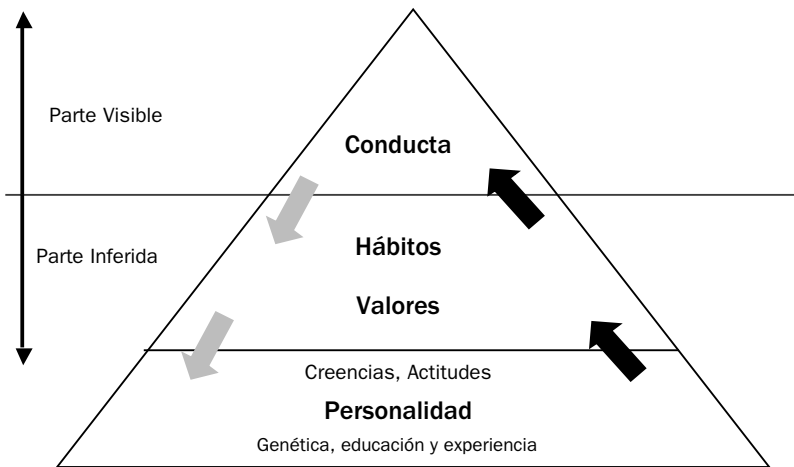 Parte Visible
Conducta
Parte Inferida
Hábitos
Valores
Creencias, Actitudes
Personalidad
Genética, educación y experiencia